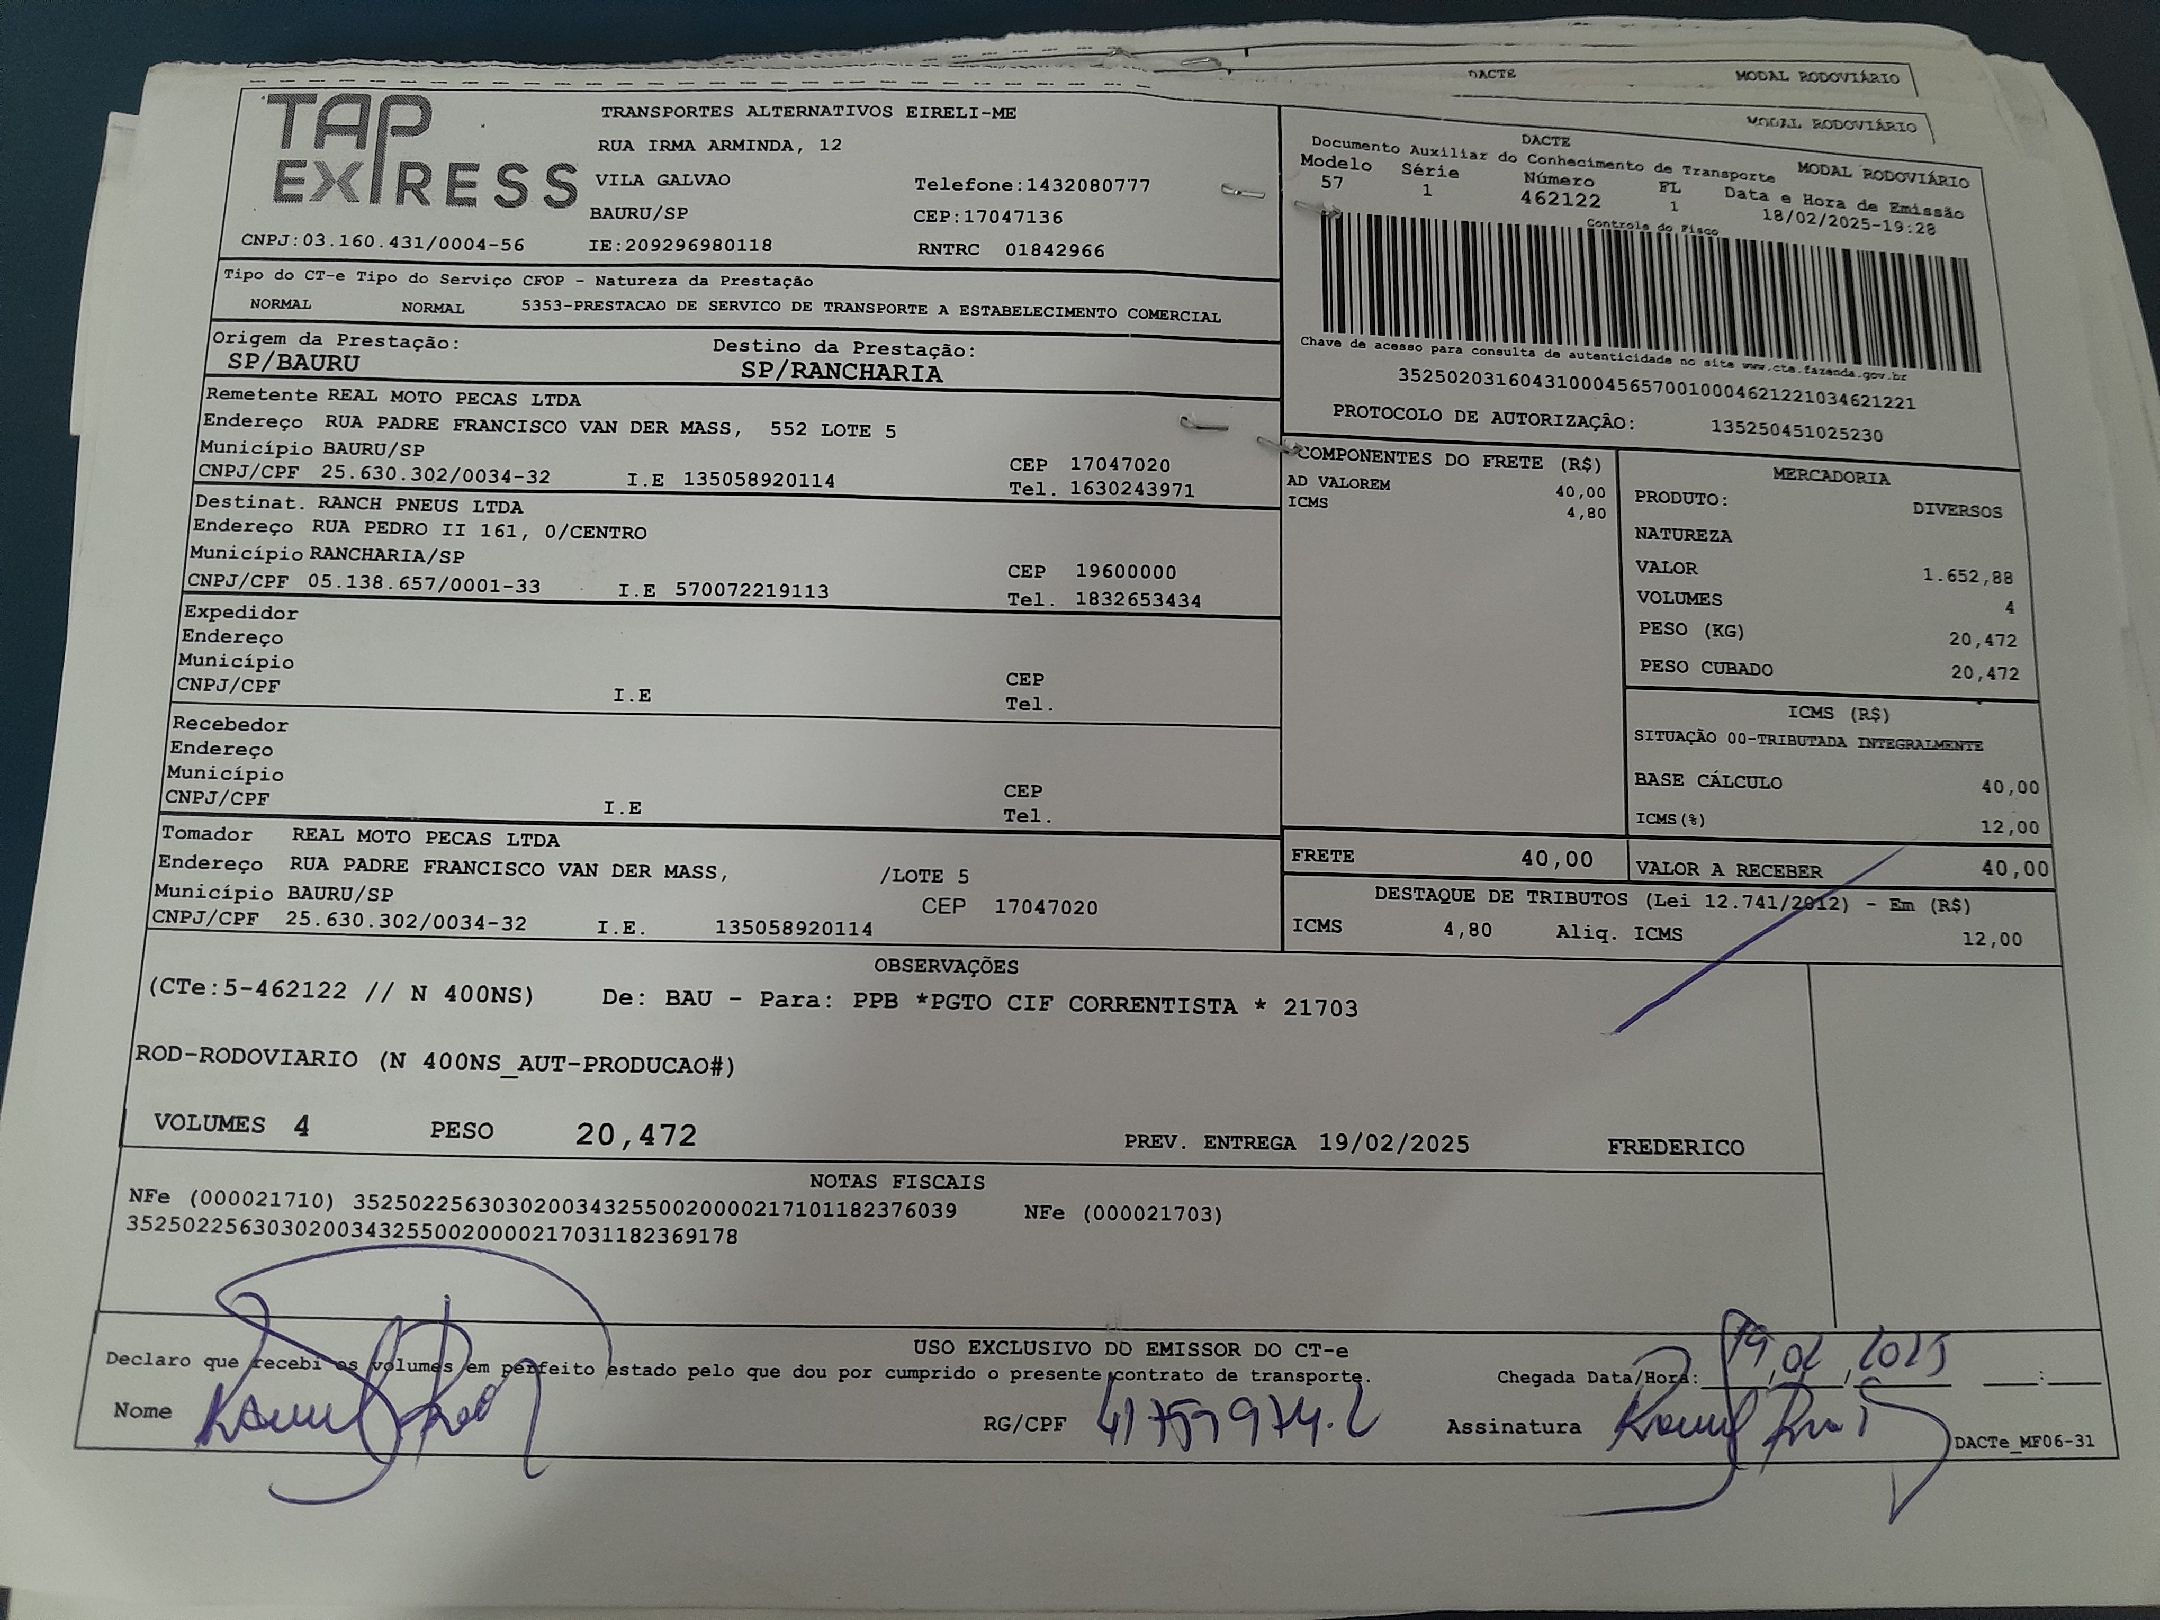 DACTE MODAL RODOVIÁRIO
MODAL RODOVIÁRIO
TAP EXPRESS
TRANSPORTES ALTERNATIVOS EIRELI-ME
RUA IRMA ARMINDA, 12
VILA GALVAO Telefone:1432080777
BAURU/SP CEP:17047136
CNPJ:03.160.431/0004-56 IE:209296980118 RNTRC 01842966
DACTE
Documento Auxiliar do Conhecimento de Transporte MODAL RODOVIÁRIO
Modelo Série Número FL Data e Hora de Emissão
57 1 462122 1 18/02/2025-19:28
Controle do Fisco
Chave de acesso para consulta de autenticidade no site www.cte.fazenda.gov.br
35250203160431000456570010004621221034621221
PROTOCOLO DE AUTORIZAÇÃO: 135250451025230
Tipo do CT-e Tipo do Serviço CFOP - Natureza da Prestação
NORMAL NORMAL 5353-PRESTACAO DE SERVICO DE TRANSPORTE A ESTABELECIMENTO COMERCIAL
Origem da Prestação: Destino da Prestação:
SP/BAURU SP/RANCHARIA
Remetente REAL MOTO PECAS LTDA
Endereço RUA PADRE FRANCISCO VAN DER MASS, 552 LOTE 5
Município BAURU/SP CEP 17047020
CNPJ/CPF 25.630.302/0034-32 I.E 135058920114 Tel. 1630243971
Destinat. RANCH PNEUS LTDA
Endereço RUA PEDRO II 161, 0/CENTRO
Município RANCHARIA/SP CEP 19600000
CNPJ/CPF 05.138.657/0001-33 I.E 570072219113 Tel. 1832653434
Expedidor
Endereço
Município CEP
CNPJ/CPF I.E Tel.
Recebedor
Endereço
Município CEP
CNPJ/CPF I.E Tel.
Tomador REAL MOTO PECAS LTDA
Endereço RUA PADRE FRANCISCO VAN DER MASS, /LOTE 5
Município BAURU/SP CEP 17047020
CNPJ/CPF 25.630.302/0034-32 I.E. 135058920114
COMPONENTES DO FRETE (R$)
AD VALOREM 40,00
ICMS 4,80
MERCADORIA
PRODUTO: DIVERSOS
NATUREZA
VALOR 1.652,88
VOLUMES 4
PESO (KG) 20,472
PESO CUBADO 20,472
ICMS (R$)
SITUAÇÃO 00-TRIBUTADA INTEGRALMENTE
BASE CÁLCULO 40,00
ICMS(%) 12,00
FRETE 40,00 VALOR A RECEBER 40,00
DESTAQUE DE TRIBUTOS (Lei 12.741/2012) - Em (R$)
ICMS 4,80 Aliq. ICMS 12,00
OBSERVAÇÕES
(CTe:5-462122 // N 400NS) De: BAU - Para: PPB *PGTO CIF CORRENTISTA * 21703
ROD-RODOVIARIO (N 400NS_AUT-PRODUCAO#)
VOLUMES 4 PESO 20,472 PREV. ENTREGA 19/02/2025 FREDERICO
NOTAS FISCAIS
NFe (000021710) 35250225630302003432550020000217101182376039 NFe (000021703)
35250225630302003432550020000217031182369178
USO EXCLUSIVO DO EMISSOR DO CT-e
Declaro que recebi os volumes em perfeito estado pelo que dou por cumprido o presente contrato de transporte. Chegada Data/Hora: 19,02,2025 __:__
Nome RG/CPF 41759974.2 Assinatura
DACTe_MF06-31